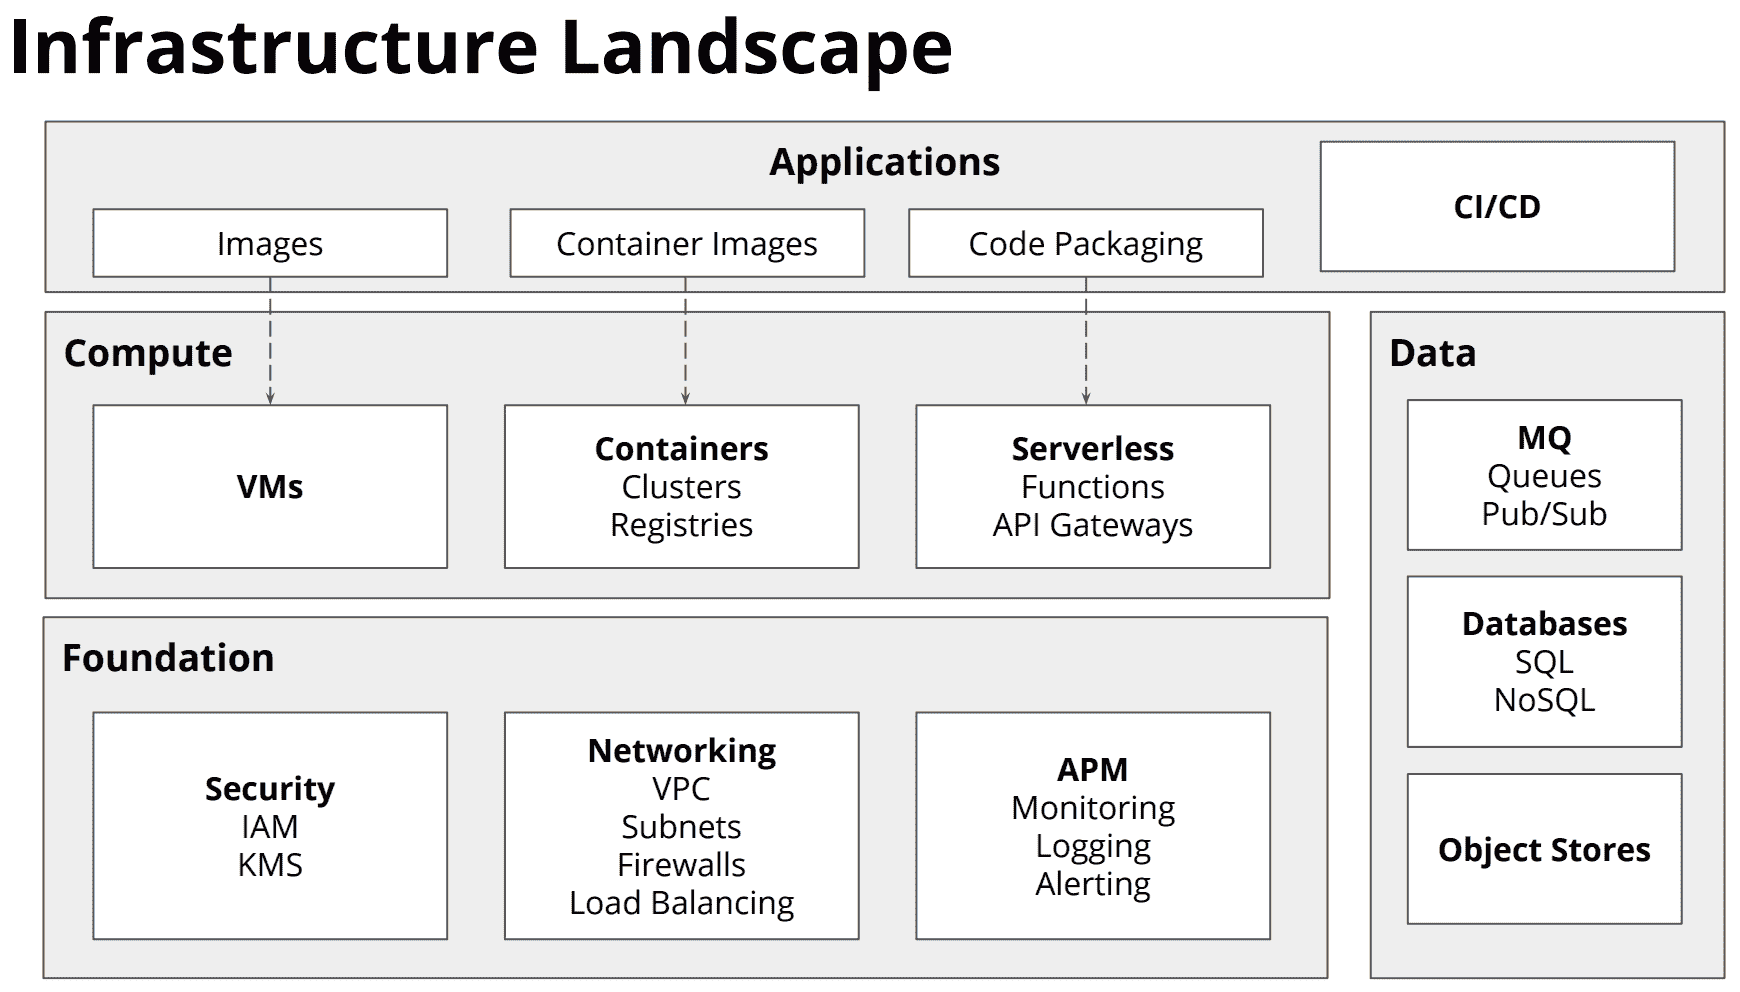 Infrastructure Landscape
Applications
Images
Container Images
Code Packaging
CI/CD
Compute
VMs
Containers
Clusters
Registries
Serverless
Functions
API Gateways
Data
MQ
Queues
Pub/Sub
Databases
SQL
NoSQL
Object Stores
Foundation
Security
IAM
KMS
Networking
VPC
Subnets
Firewalls
Load Balancing
APM
Monitoring
Logging
Alerting